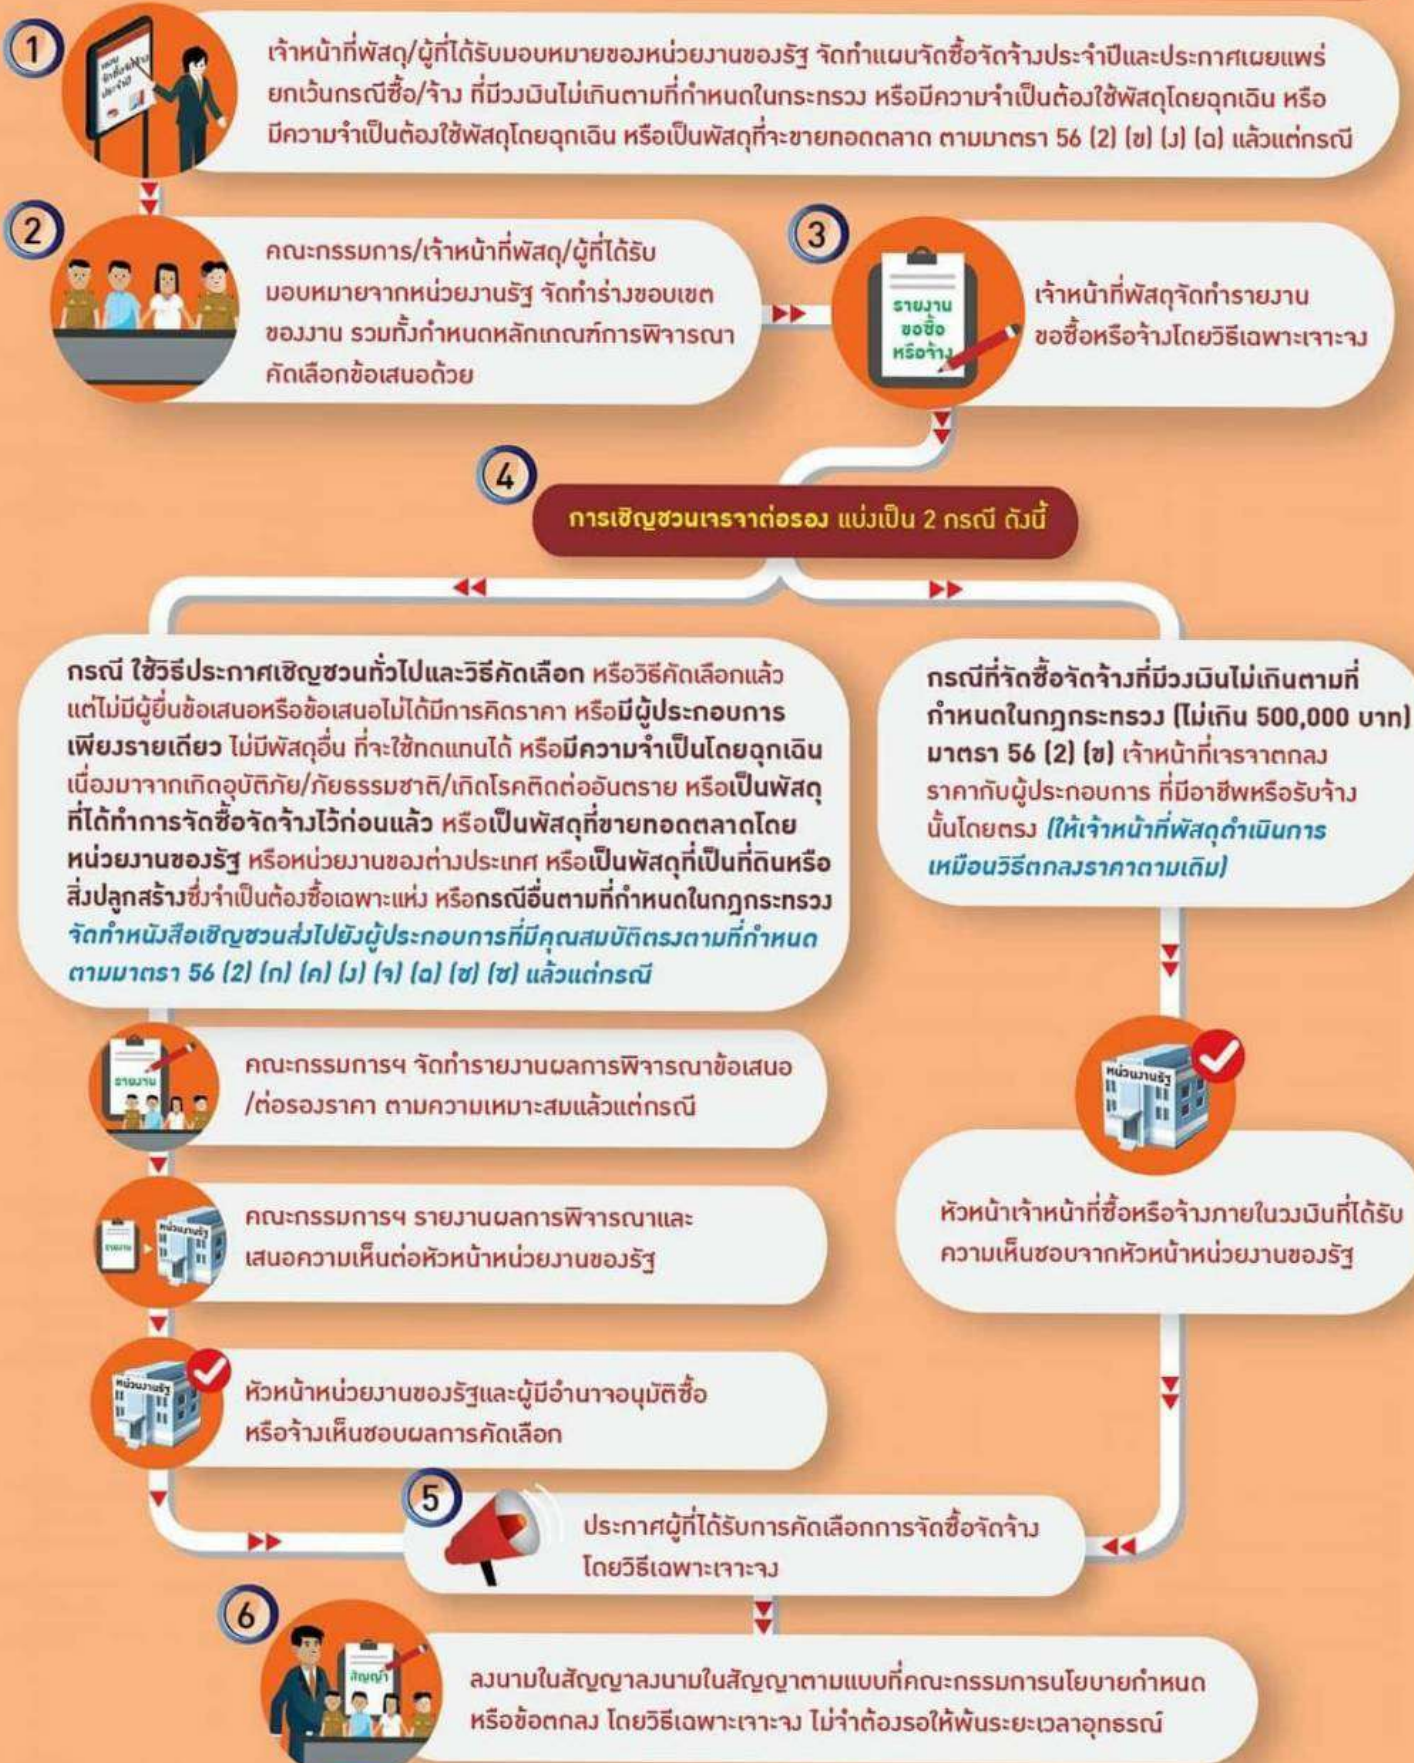 1
แผน
จัดซื้อจัดจ้าง
ประจำปี
เจ้าหน้าที่พัสดุ/ผู้ที่ได้รับมอบหมายของหน่วยงานของรัฐ จัดทำแผนจัดซื้อจัดจ้างประจำปีและประกาศเผยแพร่
ยกเว้นกรณีซื้อ/จ้าง ที่มีวงเงินไม่เกินตามที่กำหนดในกระทรวง หรือมีความจำเป็นต้องใช้พัสดุโดยฉุกเฉิน หรือ
มีความจำเป็นต้องใช้พัสดุโดยฉุกเฉิน หรือเป็นพัสดุที่จะขายทอดตลาด ตามมาตรา 56 (2) (ข) (ง) (ฉ) แล้วแต่กรณี
2
คณะกรรมการ/เจ้าหน้าที่พัสดุ/ผู้ที่ได้รับ
มอบหมายจากหน่วยงานรัฐ จัดทำร่างขอบเขต
ของงาน รวมทั้งกำหนดหลักเกณฑ์การพิจารณา
คัดเลือกข้อเสนอด้วย
3
รายงาน
ขอซื้อ
หรือจ้าง
เจ้าหน้าที่พัสดุจัดทำรายงาน
ขอซื้อหรือจ้างโดยวิธีเฉพาะเจาะจง
4
การเชิญชวนเจรจาต่อรอง แบ่งเป็น 2 กรณี ดังนี้
กรณี ใช้วิธีประกาศเชิญชวนทั่วไปและวิธีคัดเลือก หรือวิธีคัดเลือกแล้ว
แต่ไม่มีผู้ยื่นข้อเสนอหรือข้อเสนอไม่ได้มีการคิดราคา หรือมีผู้ประกอบการ
เพียงรายเดียว ไม่มีพัสดุอื่น ที่จะใช้ทดแทนได้ หรือมีความจำเป็นโดยฉุกเฉิน
เนื่องมาจากเกิดอุบัติภัย/ภัยธรรมชาติ/เกิดโรคติดต่ออันตราย หรือเป็นพัสดุ
ที่ได้ทำการจัดซื้อจัดจ้างไว้ก่อนแล้ว หรือเป็นพัสดุที่ขายทอดตลาดโดย
หน่วยงานของรัฐ หรือหน่วยงานของต่างประเทศ หรือเป็นพัสดุที่เป็นที่ดินหรือ
สิ่งปลูกสร้างซึ่งจำเป็นต้องซื้อเฉพาะแห่ง หรือกรณีอื่นตามที่กำหนดในกฎกระทรวง
จัดทำหนังสือเชิญชวนส่งไปยังผู้ประกอบการที่มีคุณสมบัติตรงตามที่กำหนด
ตามมาตรา 56 (2) (ก) (ค) (ง) (จ) (ฉ) (ช) (ซ) แล้วแต่กรณี
กรณีที่จัดซื้อจัดจ้างที่มีวงเงินไม่เกินตามที่
กำหนดในกฎกระทรวง (ไม่เกิน 500,000 บาท)
มาตรา 56 (2) (ข) เจ้าหน้าที่เจรจาตกลง
ราคากับผู้ประกอบการ ที่มีอาชีพหรือรับจ้าง
นั้นโดยตรง (ให้เจ้าหน้าที่พัสดุดำเนินการ
เหมือนวิธีตกลงราคาตามเดิม)
รายงาน
คณะกรรมการฯ จัดทำรายงานผลการพิจารณาข้อเสนอ
/ต่อรองราคา ตามความเหมาะสมแล้วแต่กรณี
หน่วยงานรัฐ
หัวหน้าเจ้าหน้าที่ซื้อหรือจ้างภายในวงเงินที่ได้รับ
ความเห็นชอบจากหัวหน้าหน่วยงานของรัฐ
รายงาน
หน่วยงานรัฐ
คณะกรรมการฯ รายงานผลการพิจารณาและ
เสนอความเห็นต่อหัวหน้าหน่วยงานของรัฐ
หน่วยงานรัฐ
หัวหน้าหน่วยงานของรัฐและผู้มีอำนาจอนุมัติซื้อ
หรือจ้างเห็นชอบผลการคัดเลือก
5
ประกาศผู้ที่ได้รับการคัดเลือกการจัดซื้อจัดจ้าง
โดยวิธีเฉพาะเจาะจง
6
สัญญา
ลงนามในสัญญาลงนามในสัญญาตามแบบที่คณะกรรมการนโยบายกำหนด
หรือข้อตกลง โดยวิธีเฉพาะเจาะจง ไม่จำต้องรอให้พ้นระยะเวลาอุทธรณ์